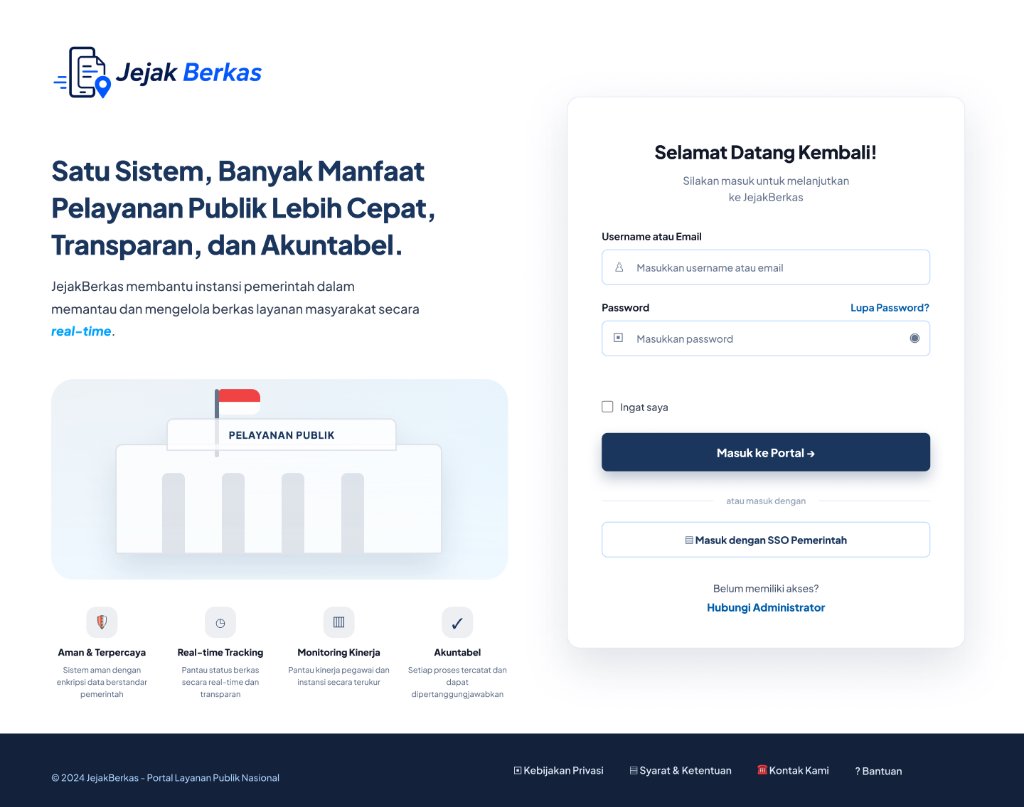 Jejak Berkas
Satu Sistem, Banyak Manfaat
Pelayanan Publik Lebih Cepat,
Transparan, dan Akuntabel.
JejakBerkas membantu instansi pemerintah dalam
memantau dan mengelola berkas layanan masyarakat secara
real-time.
PELAYANAN PUBLIK
Aman & Terpercaya
Sistem aman dengan
enkripsi data berstandar
pemerintah
Real-time Tracking
Pantau status berkas
secara real-time dan
transparan
Monitoring Kinerja
Pantau kinerja pegawai dan
instansi secara terukur
Akuntabel
Setiap proses tercatat dan
dapat
dipertanggungjawabkan
Selamat Datang Kembali!
Silakan masuk untuk melanjutkan
ke JejakBerkas
Username atau Email
Masukkan username atau email
Password Lupa Password?
Masukkan password
Ingat saya
Masuk ke Portal →
atau masuk dengan
Masuk dengan SSO Pemerintah
Belum memiliki akses?
Hubungi Administrator
© 2024 JejakBerkas - Portal Layanan Publik Nasional
Kebijakan Privasi Syarat & Ketentuan Kontak Kami ? Bantuan